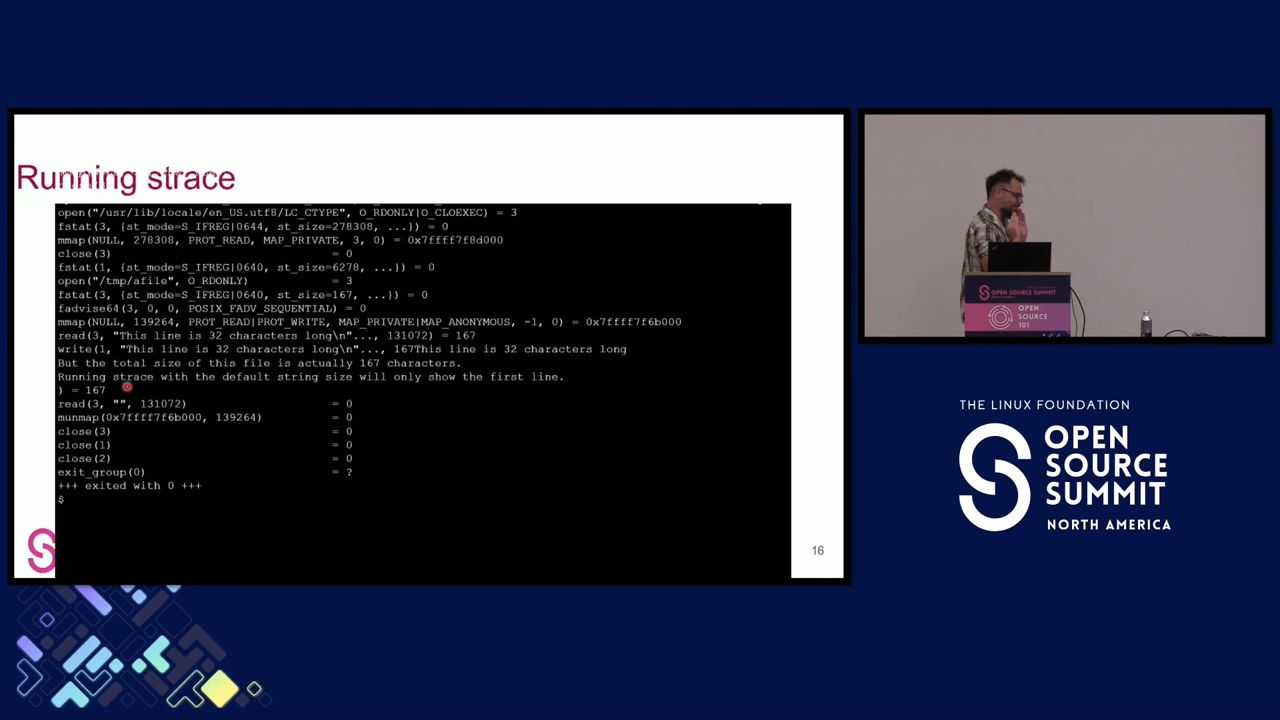 Running strace
open("/usr/lib/locale/en_US.utf8/LC_CTYPE", O_RDONLY|O_CLOEXEC) = 3
fstat(3, {st_mode=S_IFREG|0644, st_size=278308, ...}) = 0
mmap(NULL, 278308, PROT_READ, MAP_PRIVATE, 3, 0) = 0x7ffff7f8d000
close(3) = 0
fstat(1, {st_mode=S_IFREG|0640, st_size=6278, ...}) = 0
open("/tmp/afile", O_RDONLY) = 3
fstat(3, {st_mode=S_IFREG|0640, st_size=167, ...}) = 0
fadvise64(3, 0, 0, POSIX_FADV_SEQUENTIAL) = 0
mmap(NULL, 139264, PROT_READ|PROT_WRITE, MAP_PRIVATE|MAP_ANONYMOUS, -1, 0) = 0x7ffff7f6b000
read(3, "This line is 32 characters long\n"..., 131072) = 167
write(1, "This line is 32 characters long\n"..., 167This line is 32 characters long
But the total size of this file is actually 167 characters.
Running strace with the default string size will only show the first line.
) = 167
read(3, "", 131072) = 0
munmap(0x7ffff7f6b000, 139264) = 0
close(3) = 0
close(1) = 0
close(2) = 0
exit_group(0) = ?
+++ exited with 0 +++
$
16
OPEN SOURCE SUMMIT
OPEN
SOURCE
101
THE LINUX FOUNDATION
OPEN
SOURCE
SUMMIT
NORTH AMERICA